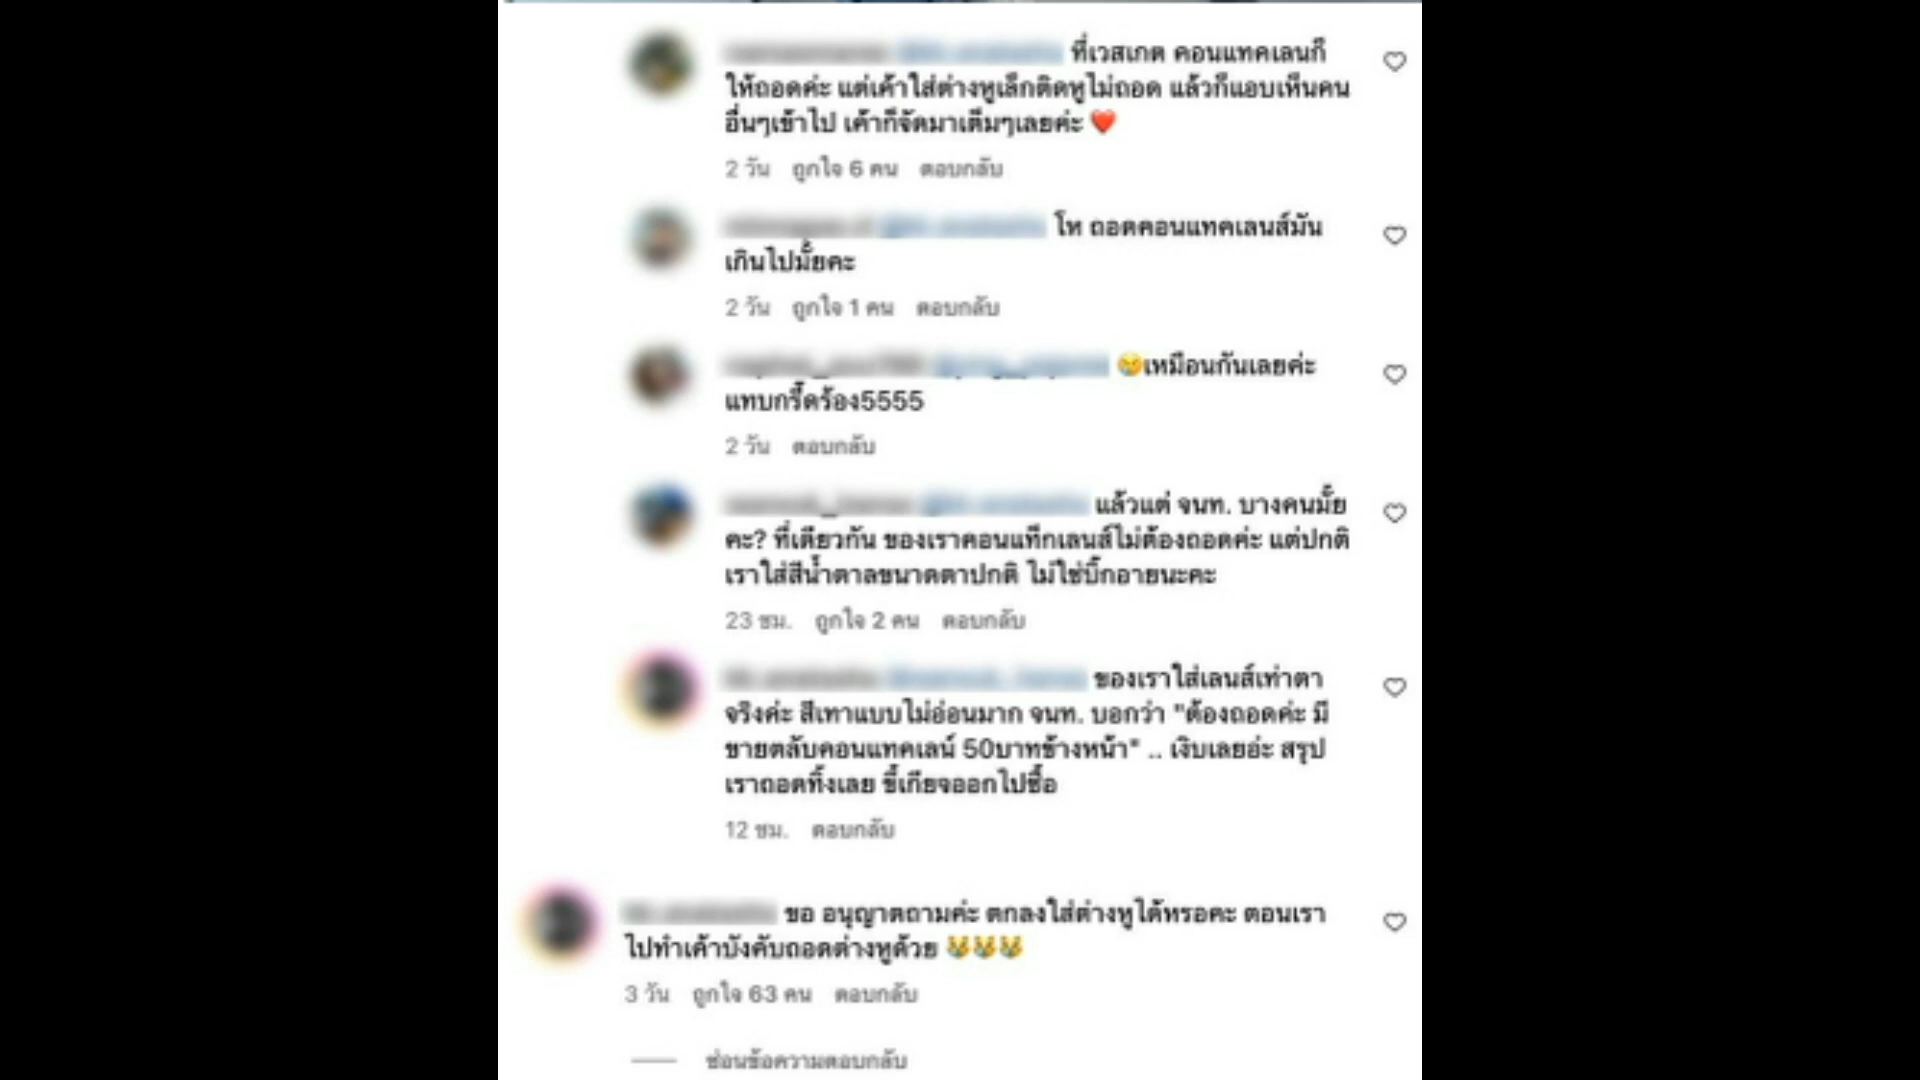 ที่เวสเกต คอนแทคเลนก็
ให้ถอดค่ะ แต่เค้าใส่ต่างหูเล็กติดหูไม่ถอด แล้วก็แอบเห็นคน
อื่นๆเข้าไป เค้าก็จัดมาเต็มๆเลยค่ะ ❤️
2 วัน ถูกใจ 6 คน ตอบกลับ
โห ถอดคอนแทคเลนส์มัน
เกินไปมั้ยคะ
2 วัน ถูกใจ 1 คน ตอบกลับ
😢เหมือนกันเลยค่ะ
แทบกรี๊ดร้อง5555
2 วัน ตอบกลับ
แล้วแต่ จนท. บางคนมั้ย
คะ? ที่เดียวกัน ของเราคอนแท็กเลนส์ไม่ต้องถอดค่ะ แต่ปกติ
เราใส่สีน้ำตาลขนาดตาปกติ ไม่ใช่บิ๊กอายนะคะ
23 ชม. ถูกใจ 2 คน ตอบกลับ
ของเราใส่เลนส์เท่าตา
จริงค่ะ สีเทาแบบไม่อ่อนมาก จนท. บอกว่า "ต้องถอดค่ะ มี
ขายตลับคอนแทคเลน์ 50บาทข้างหน้า" .. เงิบเลยอ่ะ สรุป
เราถอดทิ้งเลย ขี้เกียจออกไปซื้อ
12 ชม. ตอบกลับ
ขอ อนุญาตถามค่ะ ตกลงใส่ต่างหูได้หรอคะ ตอนเรา
ไปทำเค้าบังคับถอดต่างหูด้วย 😿😿😿
3 วัน ถูกใจ 63 คน ตอบกลับ
ซ่อนข้อความตอบกลับ